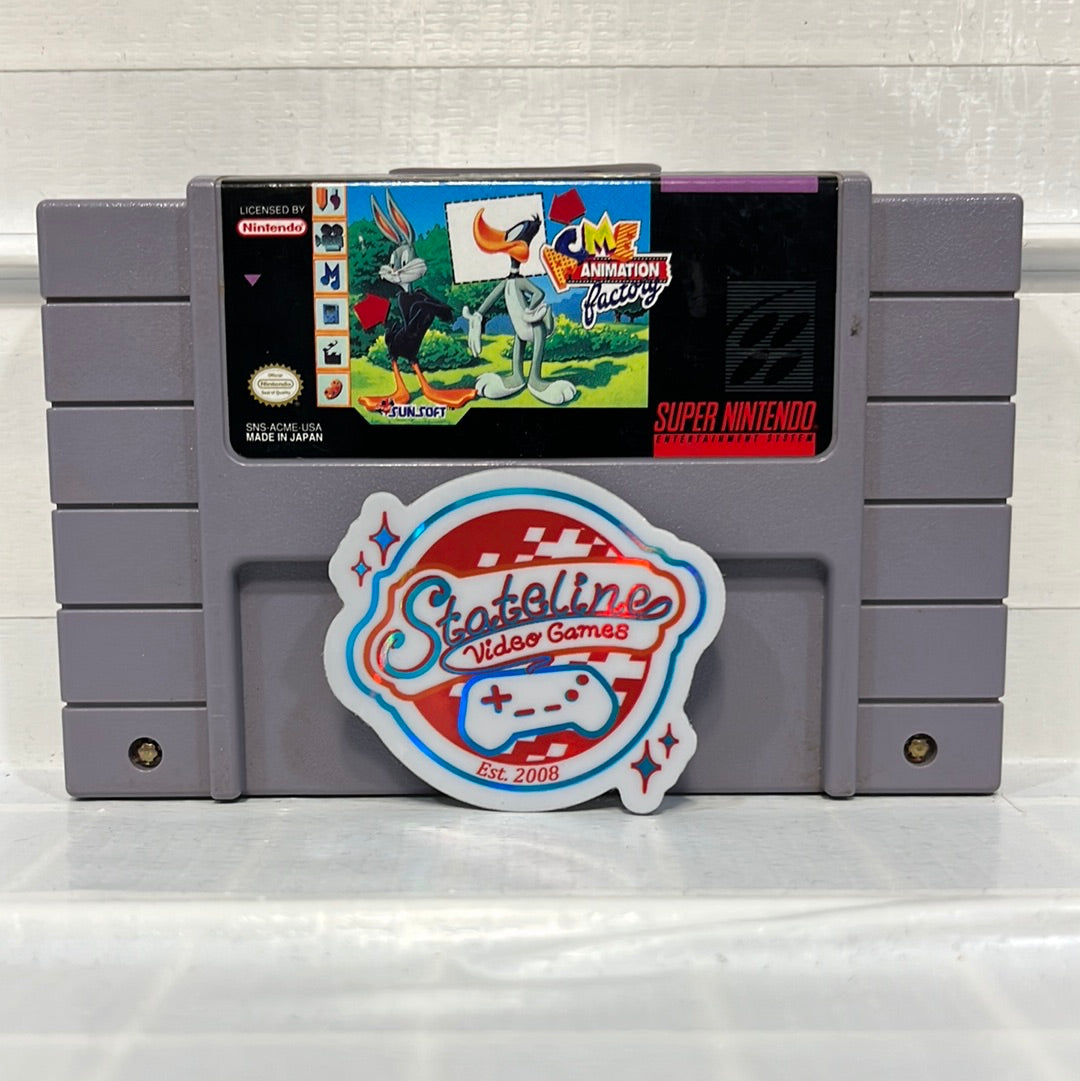 LICENSED BY
Nintendo
ACME
ANIMATION
factory
Official
Nintendo
Seal of Quality
SUNSOFT
SNS-ACME-USA
MADE IN JAPAN
SUPER NINTENDO
ENTERTAINMENT SYSTEM
Stateline
Video Games
Est. 2008